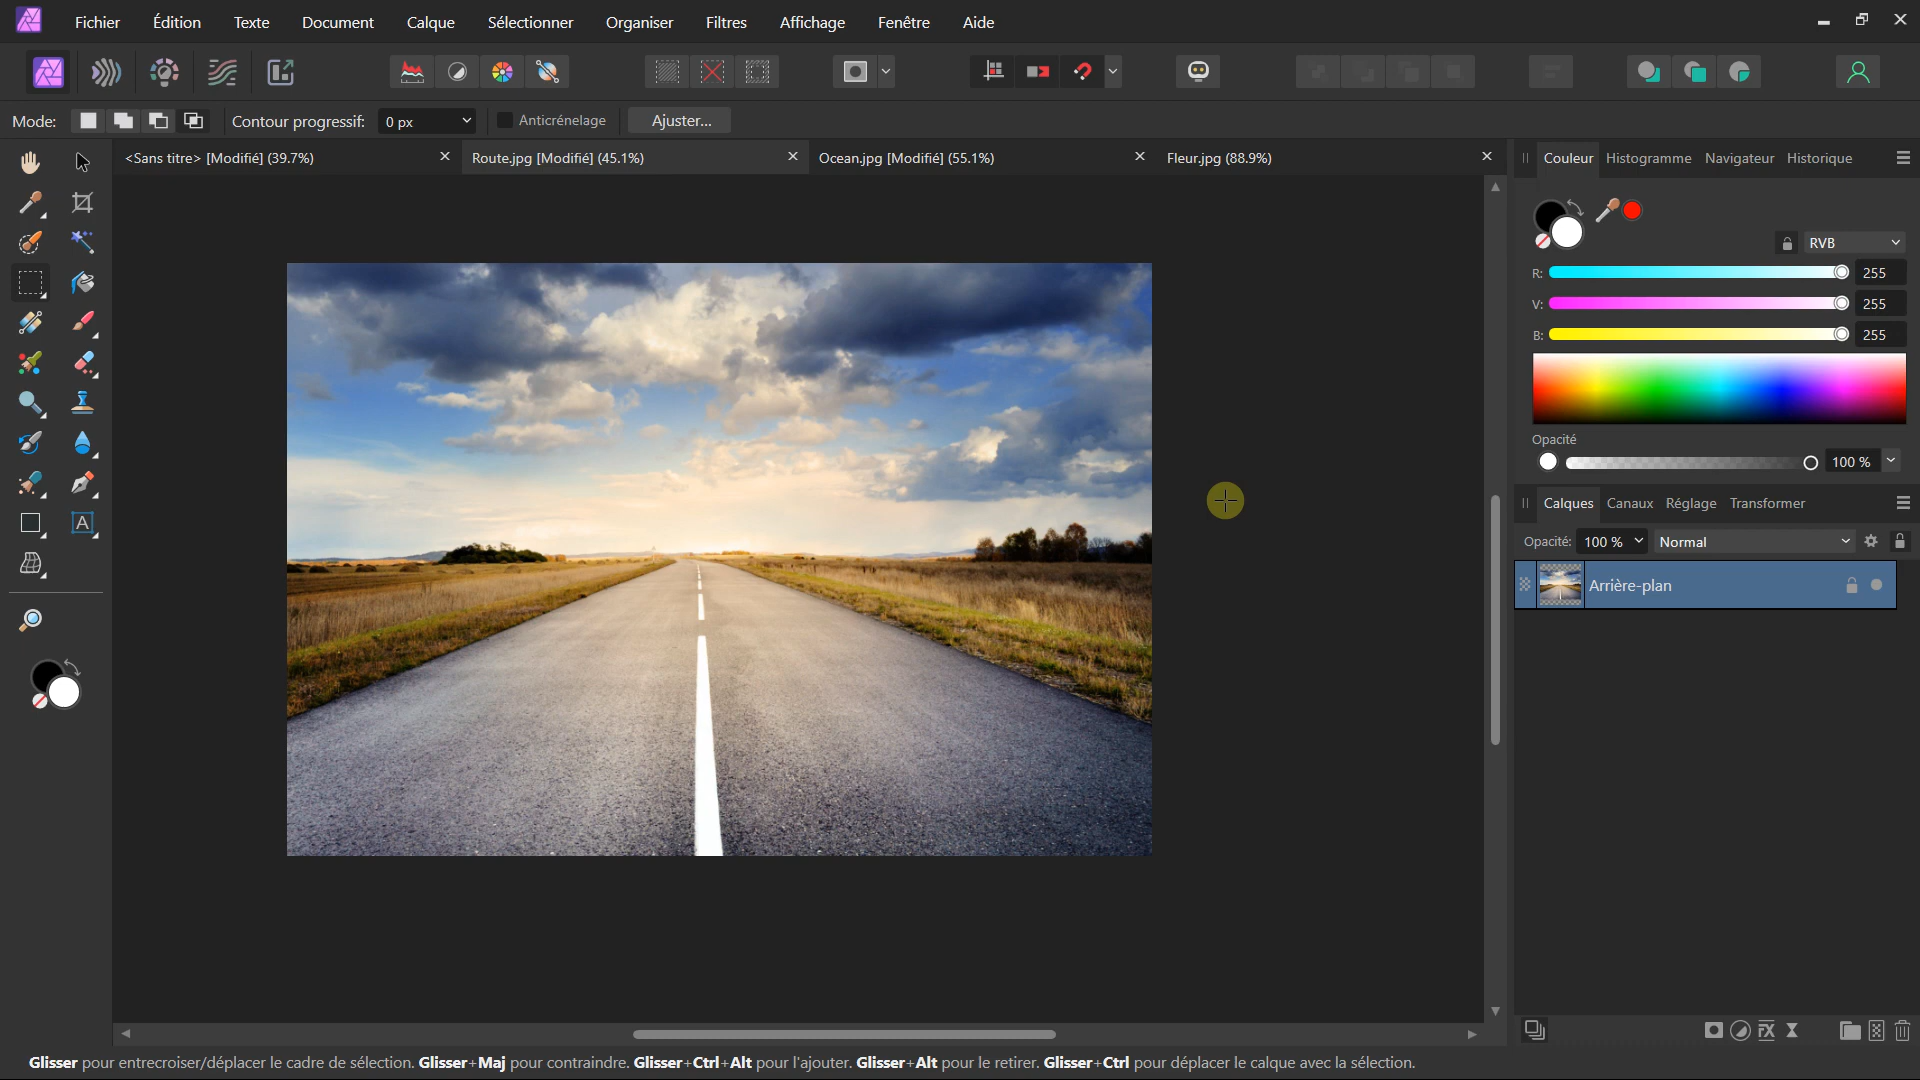 Fichier Édition Texte Document Calque Sélectionner Organiser Filtres Affichage Fenêtre Aide
Mode: Contour progressif: 0 px Anticrénelage Ajuster...
<Sans titre> [Modifié] (39.7%) Route.jpg [Modifié] (45.1%) Ocean.jpg [Modifié] (55.1%) Fleur.jpg (88.9%)
Couleur Histogramme Navigateur Historique
RVB
R: 255
V: 255
B: 255
Opacité
100 %
Calques Canaux Réglage Transformer
Opacité: 100 % Normal
Arrière-plan
Glisser pour entrecroiser/déplacer le cadre de sélection. Glisser+Maj pour contraindre. Glisser+Ctrl+Alt pour l'ajouter. Glisser+Alt pour le retirer. Glisser+Ctrl pour déplacer le calque avec la sélection.